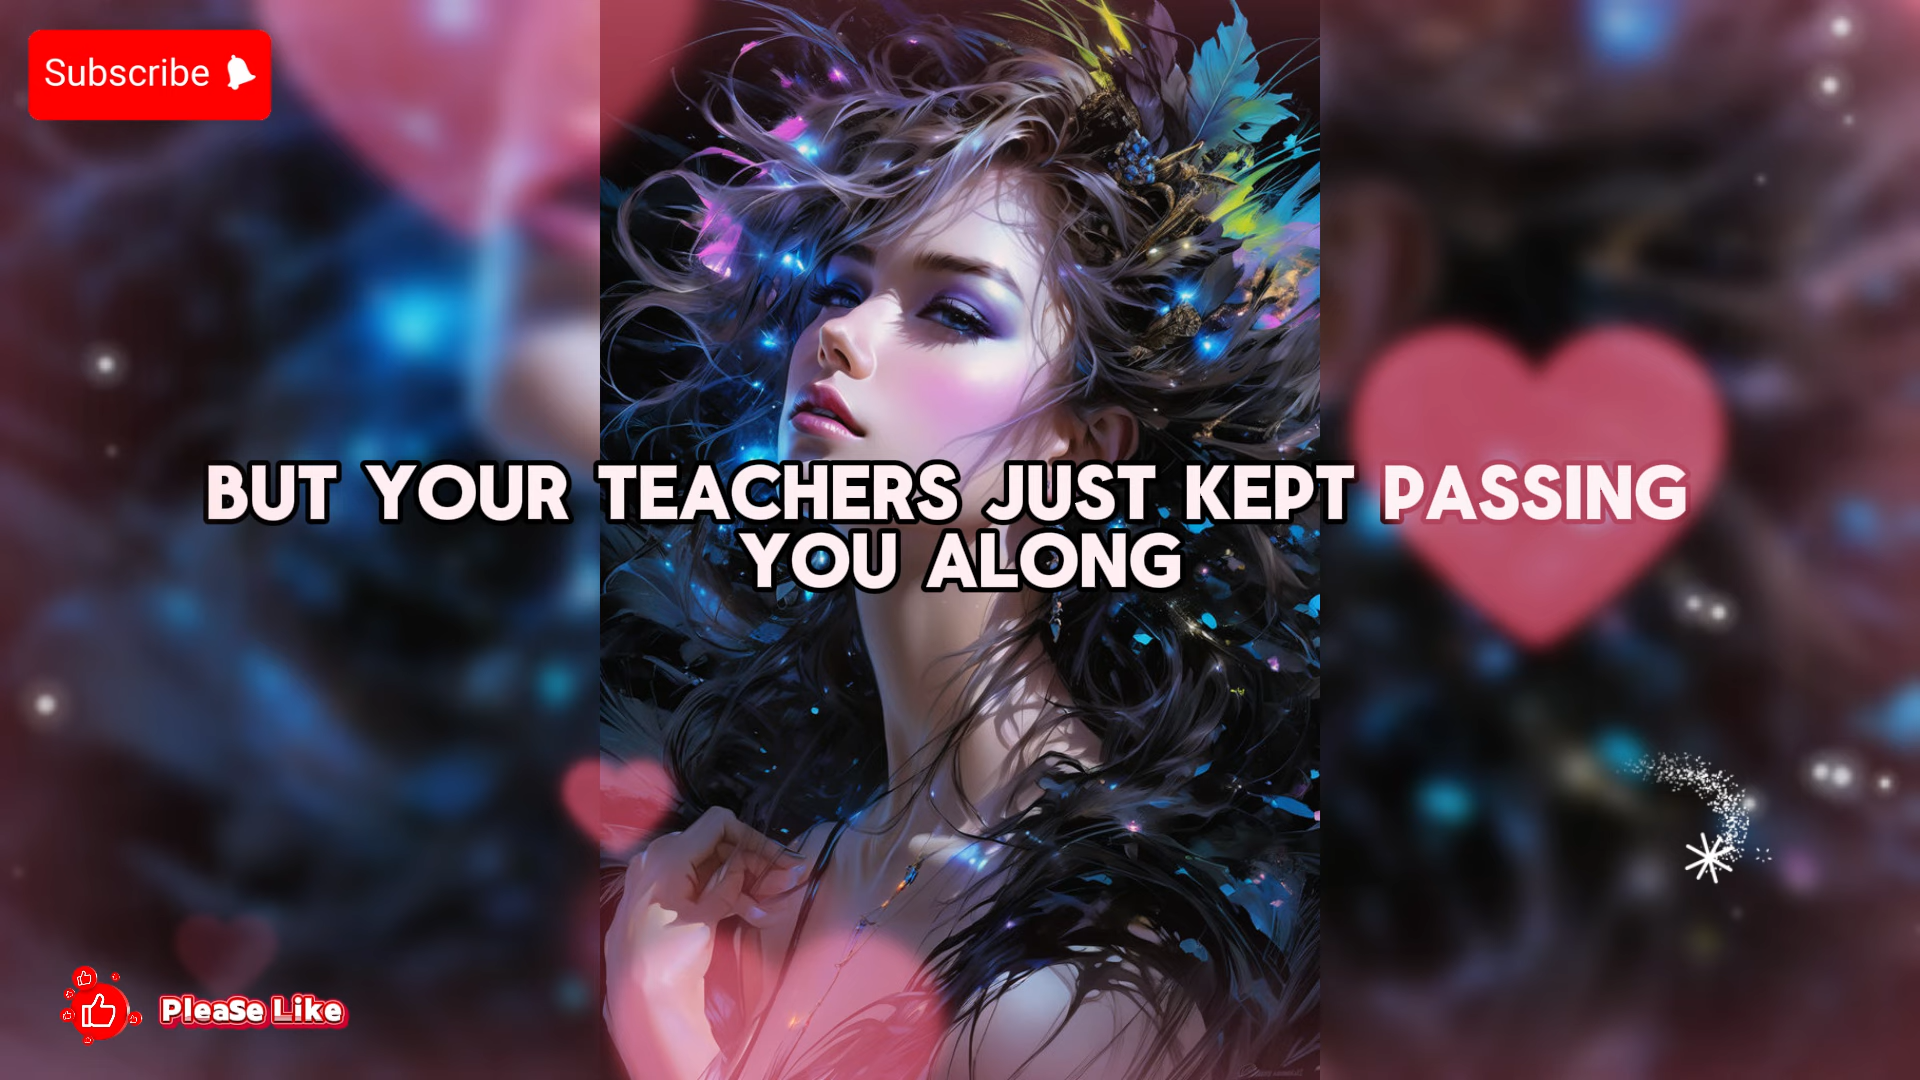 Subscribe
BUT YOUR TEACHERS JUST KEPT PASSING
YOU ALONG
PleaSe Like